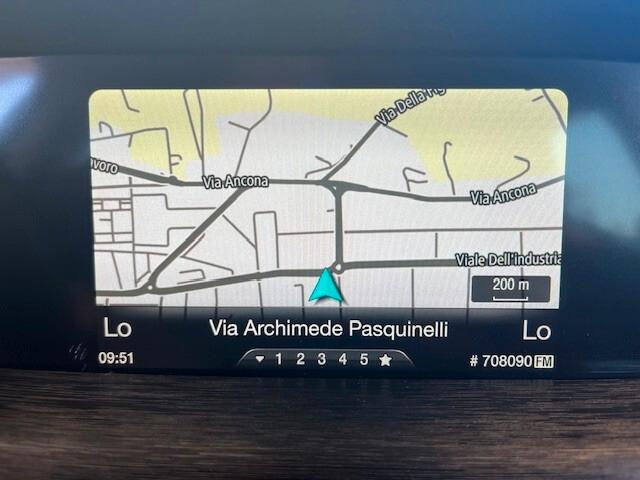 Via Della Fig
avoro
Via Ancona
Via Ancona
Viale Dell'industria
200 m
Lo
Via Archimede Pasquinelli
Lo
09:51
1 2 3 4 5
# 708090 FM